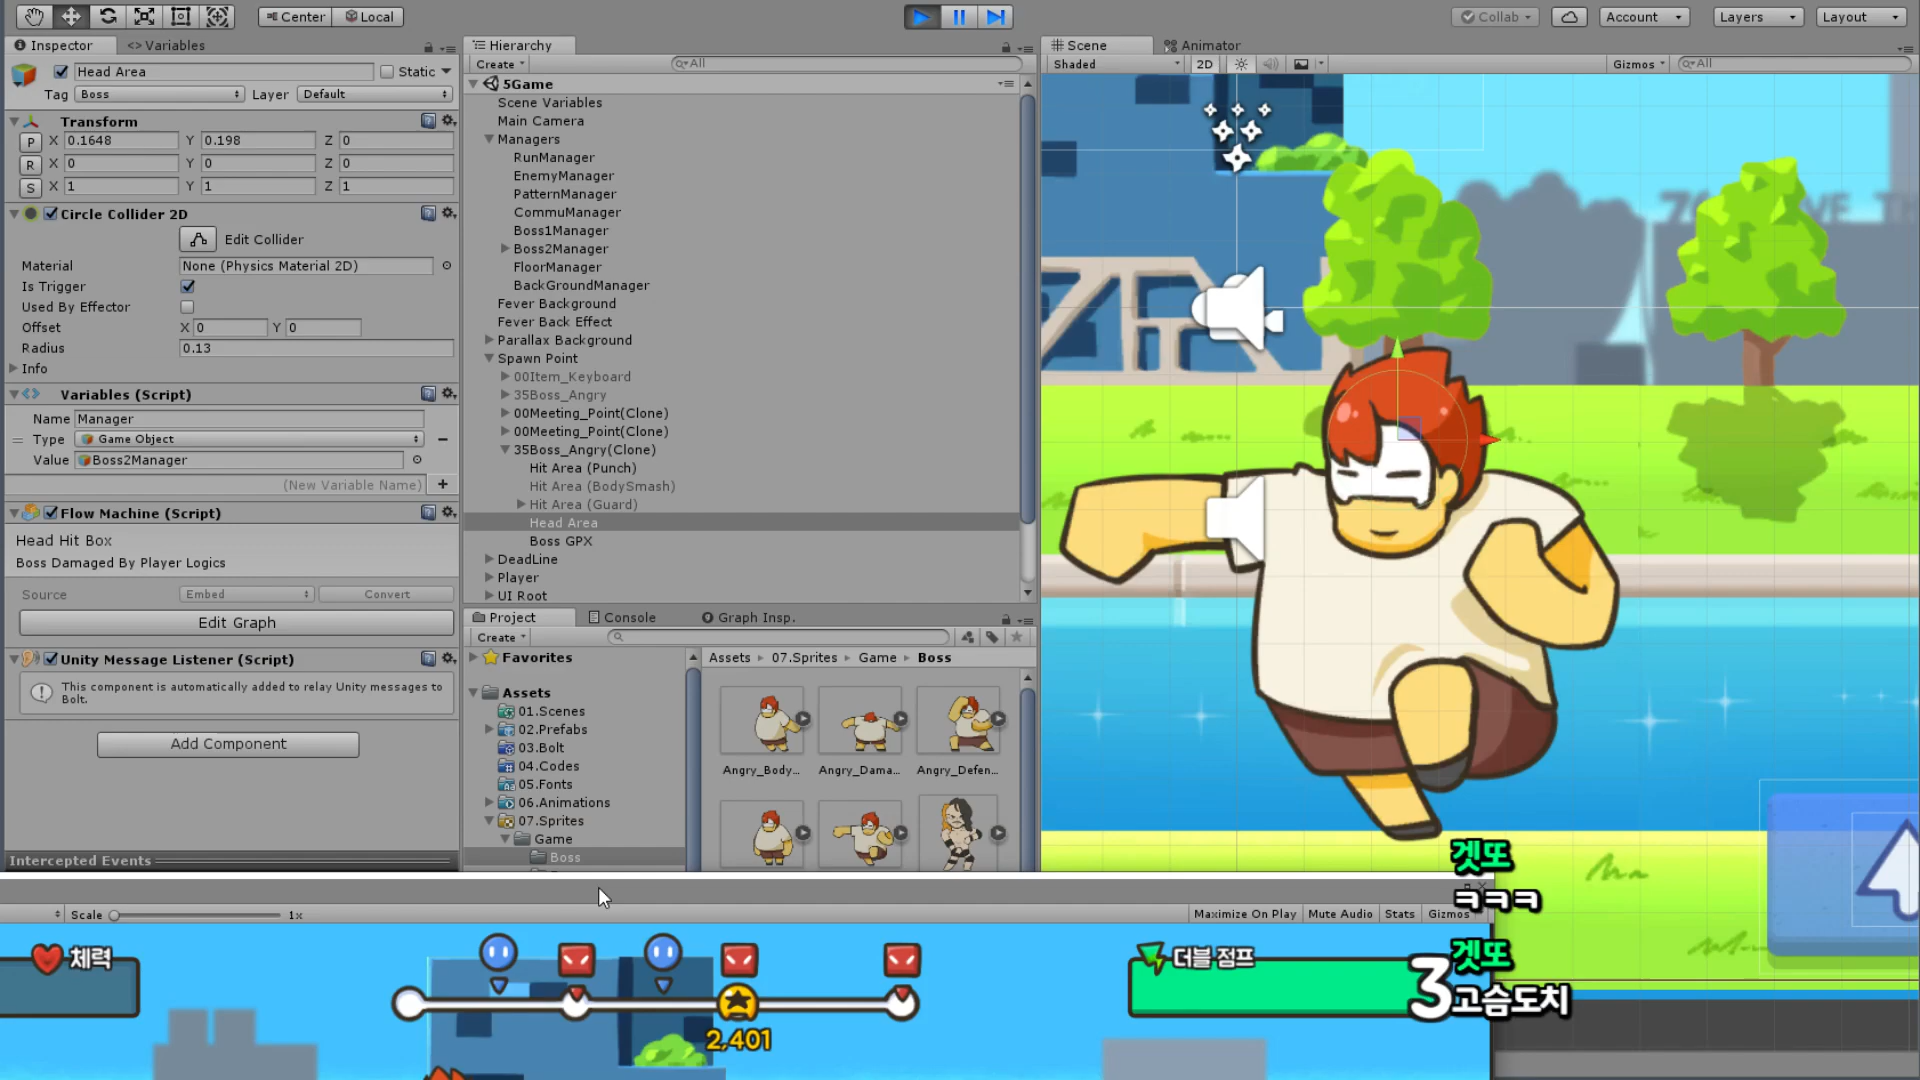 Center
Local
Collab
Account
Layers
Layout
Inspector
<> Variables
Head Area
Static
Tag Boss Layer Default
Transform
P X 0.1648 Y 0.198 Z 0
R X 0 Y 0 Z 0
S X 1 Y 1 Z 1
Circle Collider 2D
Edit Collider
Material None (Physics Material 2D)
Is Trigger
Used By Effector
Offset X 0 Y 0
Radius 0.13
Info
Variables (Script)
Name Manager
Type Game Object
Value Boss2Manager
(New Variable Name)
Flow Machine (Script)
Head Hit Box
Boss Damaged By Player Logics
Source Embed Convert
Edit Graph
Unity Message Listener (Script)
This component is automatically added to relay Unity messages to
Bolt.
Add Component
Intercepted Events
Hierarchy
Create All
5Game
Scene Variables
Main Camera
Managers
RunManager
EnemyManager
PatternManager
CommuManager
Boss1Manager
Boss2Manager
FloorManager
BackGroundManager
Fever Background
Fever Back Effect
Parallax Background
Spawn Point
00Item_Keyboard
35Boss_Angry
00Meeting_Point(Clone)
00Meeting_Point(Clone)
35Boss_Angry(Clone)
Hit Area (Punch)
Hit Area (BodySmash)
Hit Area (Guard)
Head Area
Boss GPX
DeadLine
Player
UI Root
Project
Console
Graph Insp.
Create
Favorites
Assets
01.Scenes
02.Prefabs
03.Bolt
04.Codes
05.Fonts
06.Animations
07.Sprites
Game
Boss
Assets ▸ 07.Sprites ▸ Game ▸ Boss
Angry_Body...
Angry_Dama...
Angry_Defen...
Scene
Animator
Shaded 2D Gizmos All
Scale 1x
Maximize On Play Mute Audio Stats Gizmos
체력
2,401
더블 점프
3
겟또
ㅋㅋㅋ
겟또
고슴도치